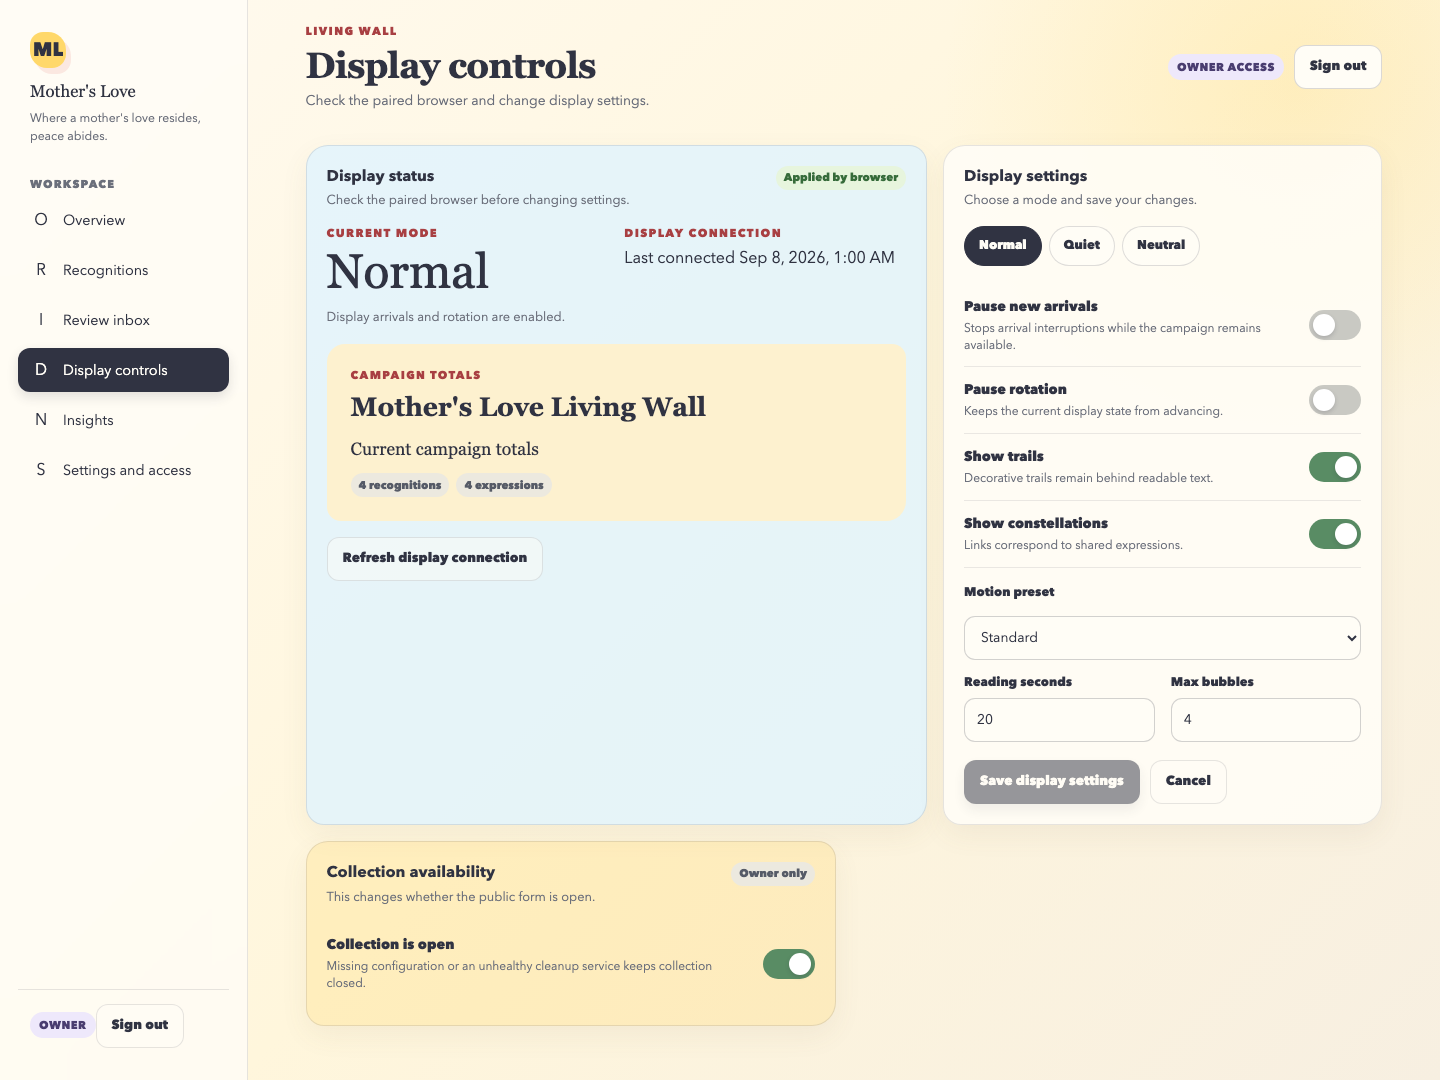 ML
Mother's Love
Where a mother's love resides,
peace abides.
WORKSPACE
O Overview
R Recognitions
I Review inbox
D Display controls
N Insights
S Settings and access
OWNER
Sign out
LIVING WALL
Display controls
Check the paired browser and change display settings.
OWNER ACCESS
Sign out
Display status
Applied by browser
Check the paired browser before changing settings.
CURRENT MODE
Normal
DISPLAY CONNECTION
Last connected Sep 8, 2026, 1:00 AM
Display arrivals and rotation are enabled.
CAMPAIGN TOTALS
Mother's Love Living Wall
Current campaign totals
4 recognitions
4 expressions
Refresh display connection
Display settings
Choose a mode and save your changes.
Normal
Quiet
Neutral
Pause new arrivals
Stops arrival interruptions while the campaign remains
available.
Pause rotation
Keeps the current display state from advancing.
Show trails
Decorative trails remain behind readable text.
Show constellations
Links correspond to shared expressions.
Motion preset
Standard
Reading seconds
20
Max bubbles
4
Save display settings
Cancel
Collection availability
Owner only
This changes whether the public form is open.
Collection is open
Missing configuration or an unhealthy cleanup service keeps collection
closed.